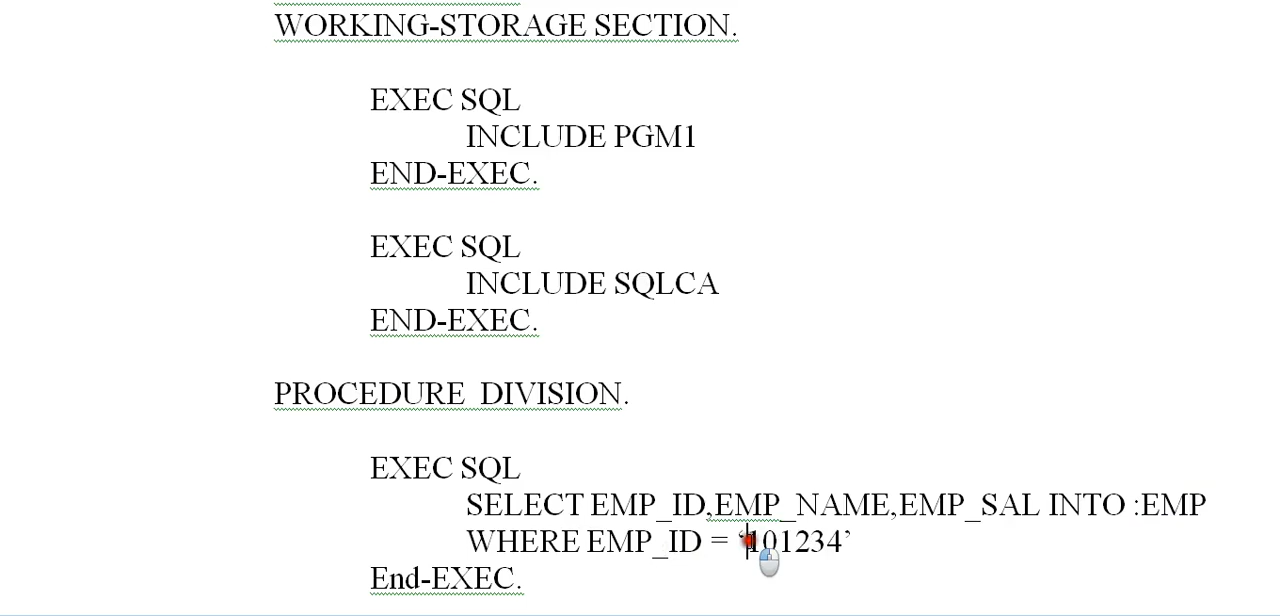 WORKING-STORAGE SECTION.
EXEC SQL
INCLUDE PGM1
END-EXEC.
EXEC SQL
INCLUDE SQLCA
END-EXEC.
PROCEDURE DIVISION.
EXEC SQL
SELECT EMP_ID,EMP_NAME,EMP_SAL INTO :EMP
WHERE EMP_ID = ‘101234’
End-EXEC.